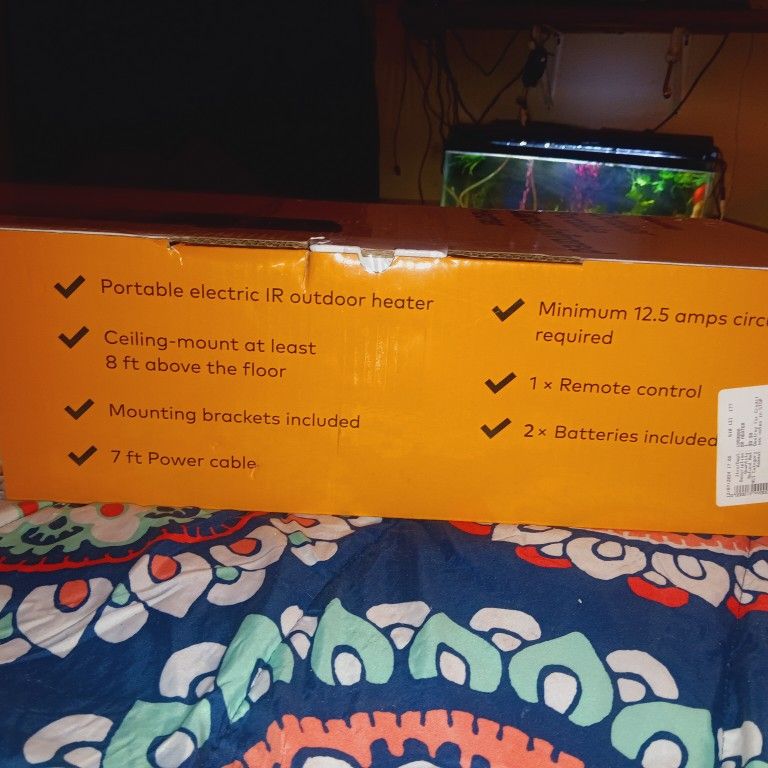 Portable electric IR outdoor heater
Ceiling-mount at least
8 ft above the floor
Mounting brackets included
7 ft Power cable
Minimum 12.5 amps circ
required
1 × Remote control
2× Batteries included